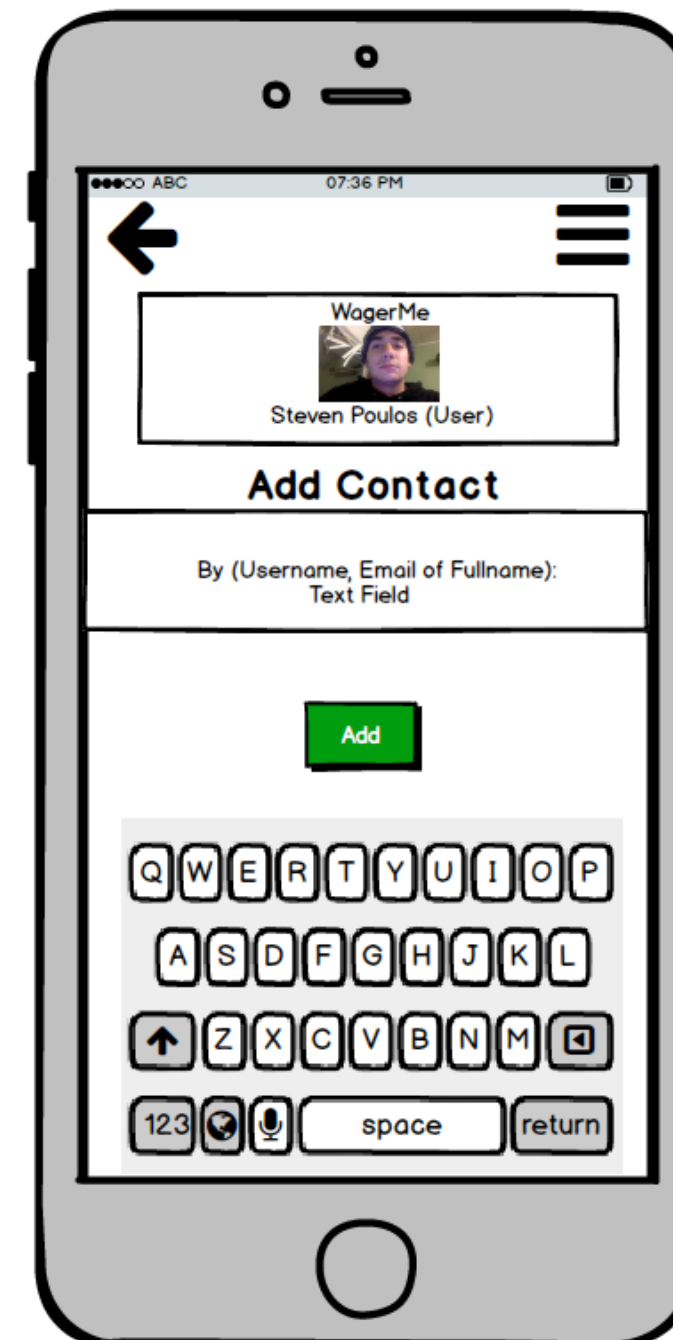 ABC 07:36 PM
WagerMe
Steven Poulos (User)
Add Contact
By (Username, Email of Fullname):
Text Field
Add
Q W E R T Y U I O P
A S D F G H J K L
Z X C V B N M
123 space return